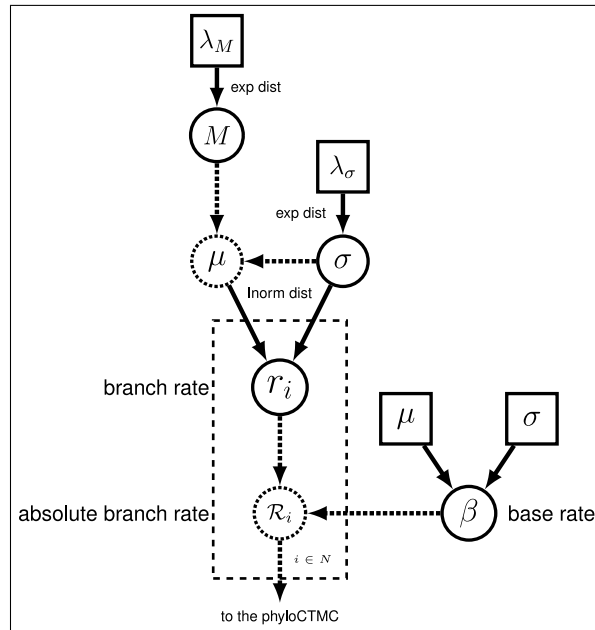 λ_M
exp dist
M
λ_σ
exp dist
μ
σ
lnorm dist
branch rate
r_i
μ
σ
absolute branch rate
ℛ_i
β
base rate
i ∈ N
to the phyloCTMC